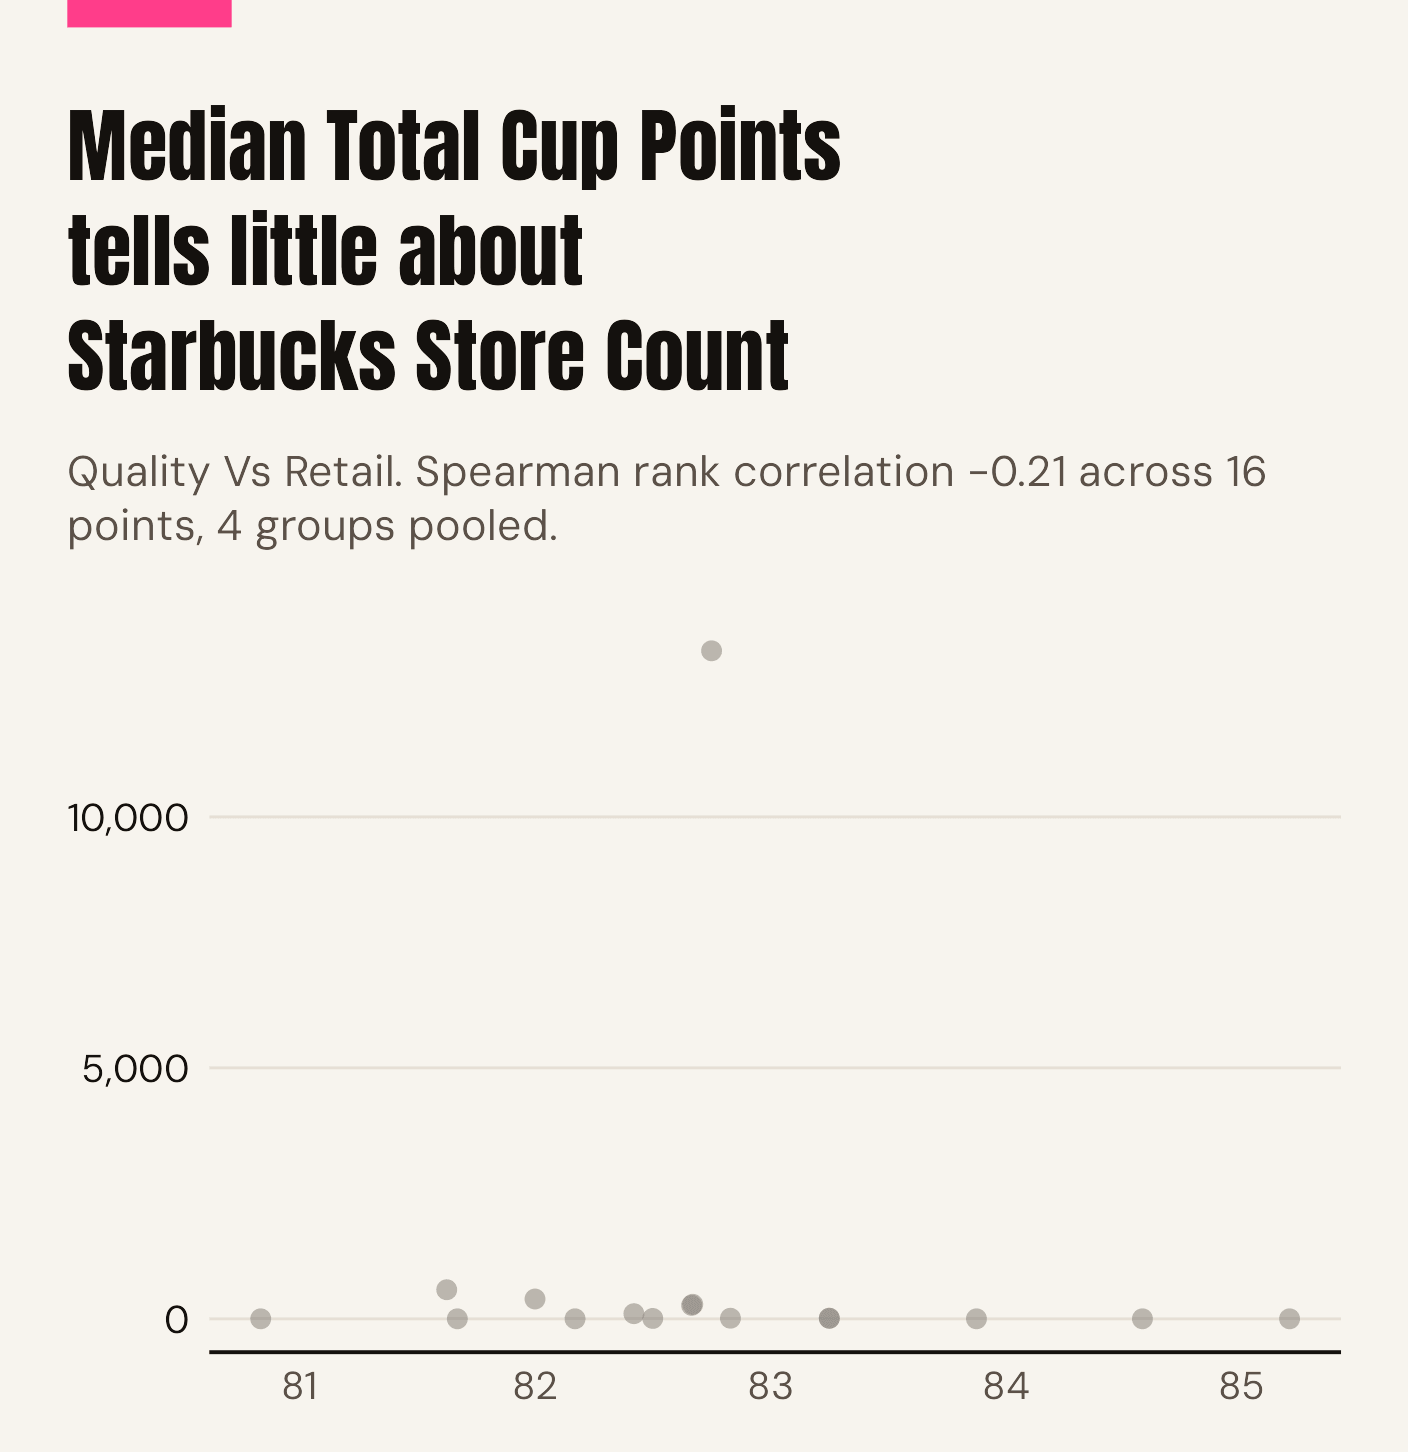 Median Total Cup Points
tells little about
Starbucks Store Count
Quality Vs Retail. Spearman rank correlation −0.21 across 16
points, 4 groups pooled.
10,000
5,000
0
81 82 83 84 85